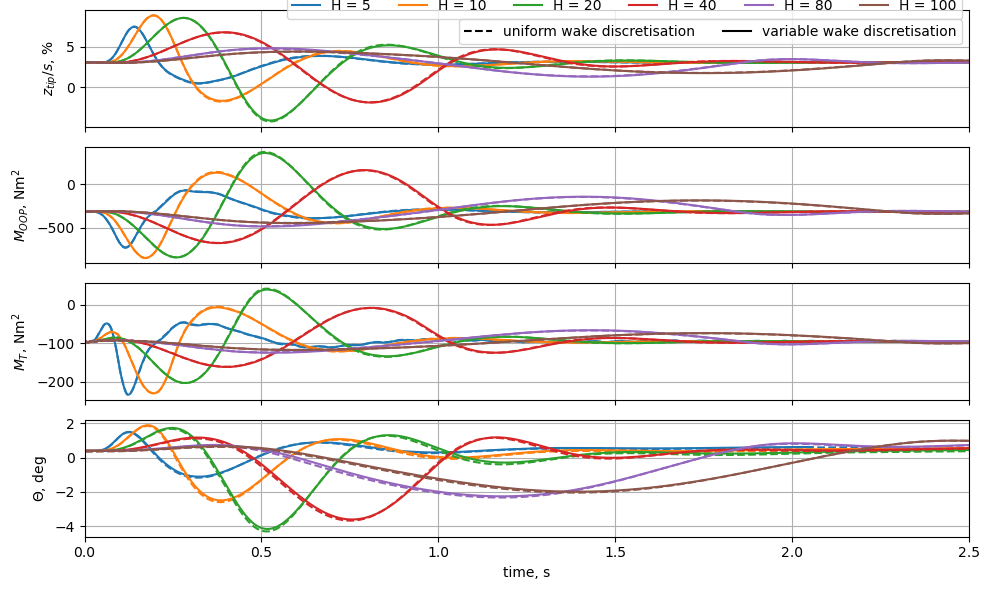 H = 5 H = 10 H = 20 H = 40 H = 80 H = 100
uniform wake discretisation variable wake discretisation
z_tip/s, %
5
0
M_OOP, Nm²
0
−500
M_T, Nm²
0
−100
−200
Θ, deg
2
0
−2
−4
0.0 0.5 1.0 1.5 2.0 2.5
time, s